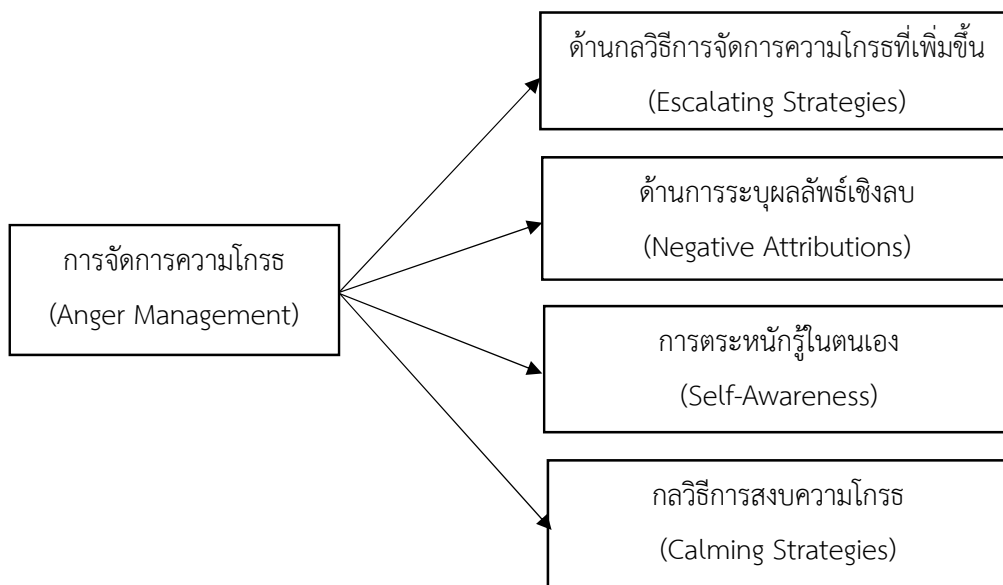 ด้านกลวิธีการจัดการความโกรธที่เพิ่มขึ้น
(Escalating Strategies)
ด้านการระบุผลลัพธ์เชิงลบ
(Negative Attributions)
การจัดการความโกรธ
(Anger Management)
การตระหนักรู้ในตนเอง
(Self-Awareness)
กลวิธีการสงบความโกรธ
(Calming Strategies)